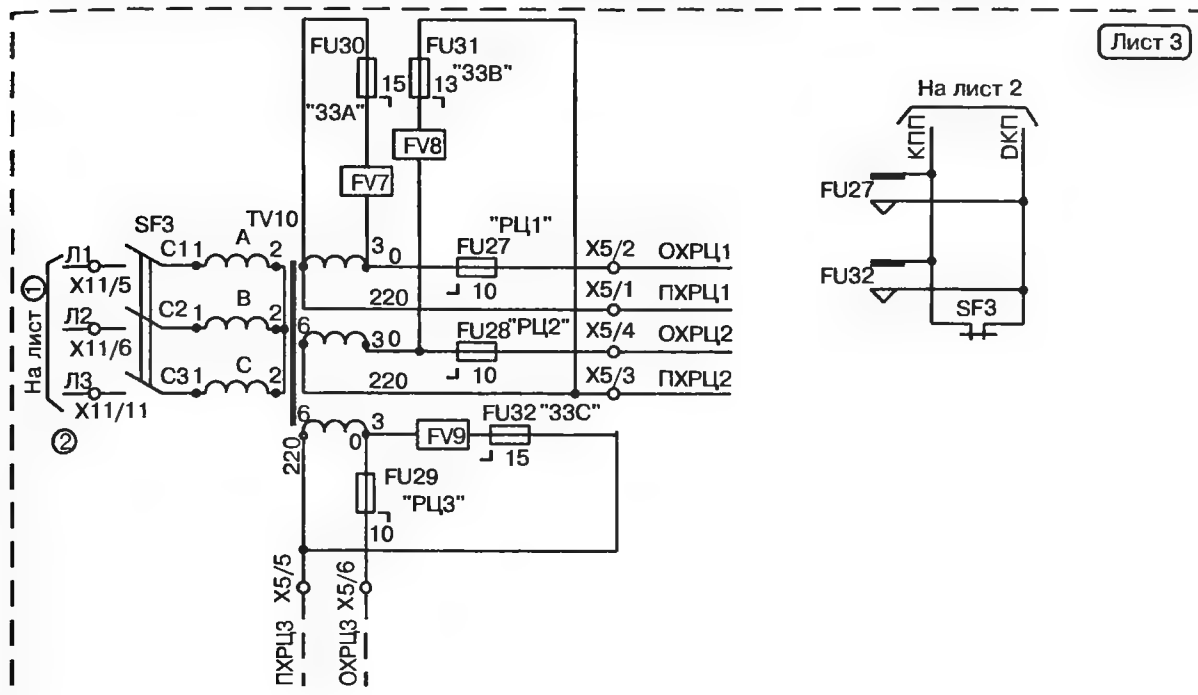 Лист 3
FU30
FU31
15
13
"33В"
"33А"
FV8
FV7
На лист 2
КПП
DКП
FU27
FU32
SF3
SF3
TV10
На лист
1
2
Л1
X11/5
С1
1
А
2
Л2
X11/6
С2
1
В
2
Л3
X11/11
С3
1
С
2
3
0
FU27
"РЦ1"
10
X5/2
ОХРЦ1
220
X5/1
ПХРЦ1
6
3
0
FU28
"РЦ2"
10
X5/4
ОХРЦ2
220
X5/3
ПХРЦ2
6
3
0
220
FV9
FU32
"33С"
15
FU29
"РЦ3"
10
X5/5
X5/6
ПХРЦ3
ОХРЦ3